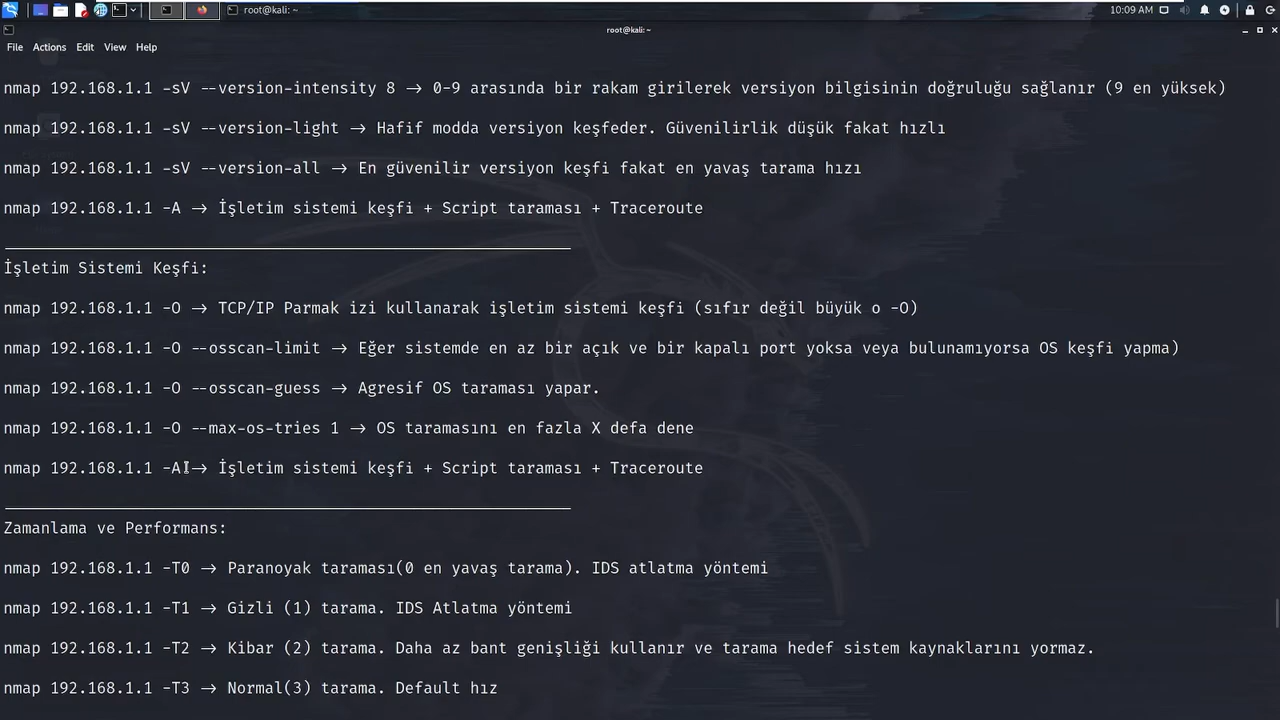 root@kali: ~
10:09 AM
root@kali: ~
File Actions Edit View Help
nmap 192.168.1.1 -sV --version-intensity 8 → 0-9 arasında bir rakam girilerek versiyon bilgisinin doğruluğu sağlanır (9 en yüksek)
nmap 192.168.1.1 -sV --version-light → Hafif modda versiyon keşfeder. Güvenilirlik düşük fakat hızlı
nmap 192.168.1.1 -sV --version-all → En güvenilir versiyon keşfi fakat en yavaş tarama hızı
nmap 192.168.1.1 -A → İşletim sistemi keşfi + Script taraması + Traceroute
İşletim Sistemi Keşfi:
nmap 192.168.1.1 -O → TCP/IP Parmak izi kullanarak işletim sistemi keşfi (sıfır değil büyük o -O)
nmap 192.168.1.1 -O --osscan-limit → Eğer sistemde en az bir açık ve bir kapalı port yoksa veya bulunamıyorsa OS keşfi yapma)
nmap 192.168.1.1 -O --osscan-guess → Agresif OS taraması yapar.
nmap 192.168.1.1 -O --max-os-tries 1 → OS taramasını en fazla X defa dene
nmap 192.168.1.1 -A → İşletim sistemi keşfi + Script taraması + Traceroute
Zamanlama ve Performans:
nmap 192.168.1.1 -T0 → Paranoyak taraması(0 en yavaş tarama). IDS atlatma yöntemi
nmap 192.168.1.1 -T1 → Gizli (1) tarama. IDS Atlatma yöntemi
nmap 192.168.1.1 -T2 → Kibar (2) tarama. Daha az bant genişliği kullanır ve tarama hedef sistem kaynaklarını yormaz.
nmap 192.168.1.1 -T3 → Normal(3) tarama. Default hız